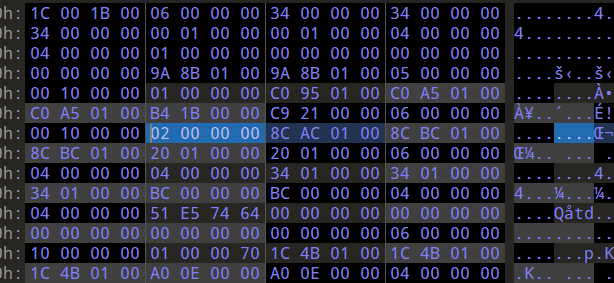 0h: 1C 00 1B 00 06 00 00 00 34 00 00 00 34 00 00 00 ........4.
0h: 34 00 00 00 00 01 00 00 00 01 00 00 04 00 00 00 4.........
0h: 04 00 00 00 01 00 00 00 00 00 00 00 00 00 00 00 ..........
0h: 00 00 00 00 9A 8B 01 00 9A 8B 01 00 05 00 00 00 ....š‹..š‹
0h: 00 10 00 00 01 00 00 00 C0 95 01 00 C0 A5 01 00 ........À•
0h: C0 A5 01 00 B4 1B 00 00 C9 21 00 00 06 00 00 00 À¥..´...É!
0h: 00 10 00 00 02 00 00 00 8C AC 01 00 8C BC 01 00 ........Œ¬
0h: 8C BC 01 00 20 01 00 00 20 01 00 00 06 00 00 00 Œ¼.. ... .
0h: 04 00 00 00 04 00 00 00 34 01 00 00 34 01 00 00 ........4.
0h: 34 01 00 00 BC 00 00 00 BC 00 00 00 04 00 00 00 4...¼...¼.
0h: 04 00 00 00 51 E5 74 64 00 00 00 00 00 00 00 00 ....Qåtd..
0h: 00 00 00 00 00 00 00 00 00 00 00 00 06 00 00 00 ..........
0h: 10 00 00 00 01 00 00 70 1C 4B 01 00 1C 4B 01 00 .......p.K
0h: 1C 4B 01 00 A0 0E 00 00 A0 0E 00 00 04 00 00 00 .K.. ... .